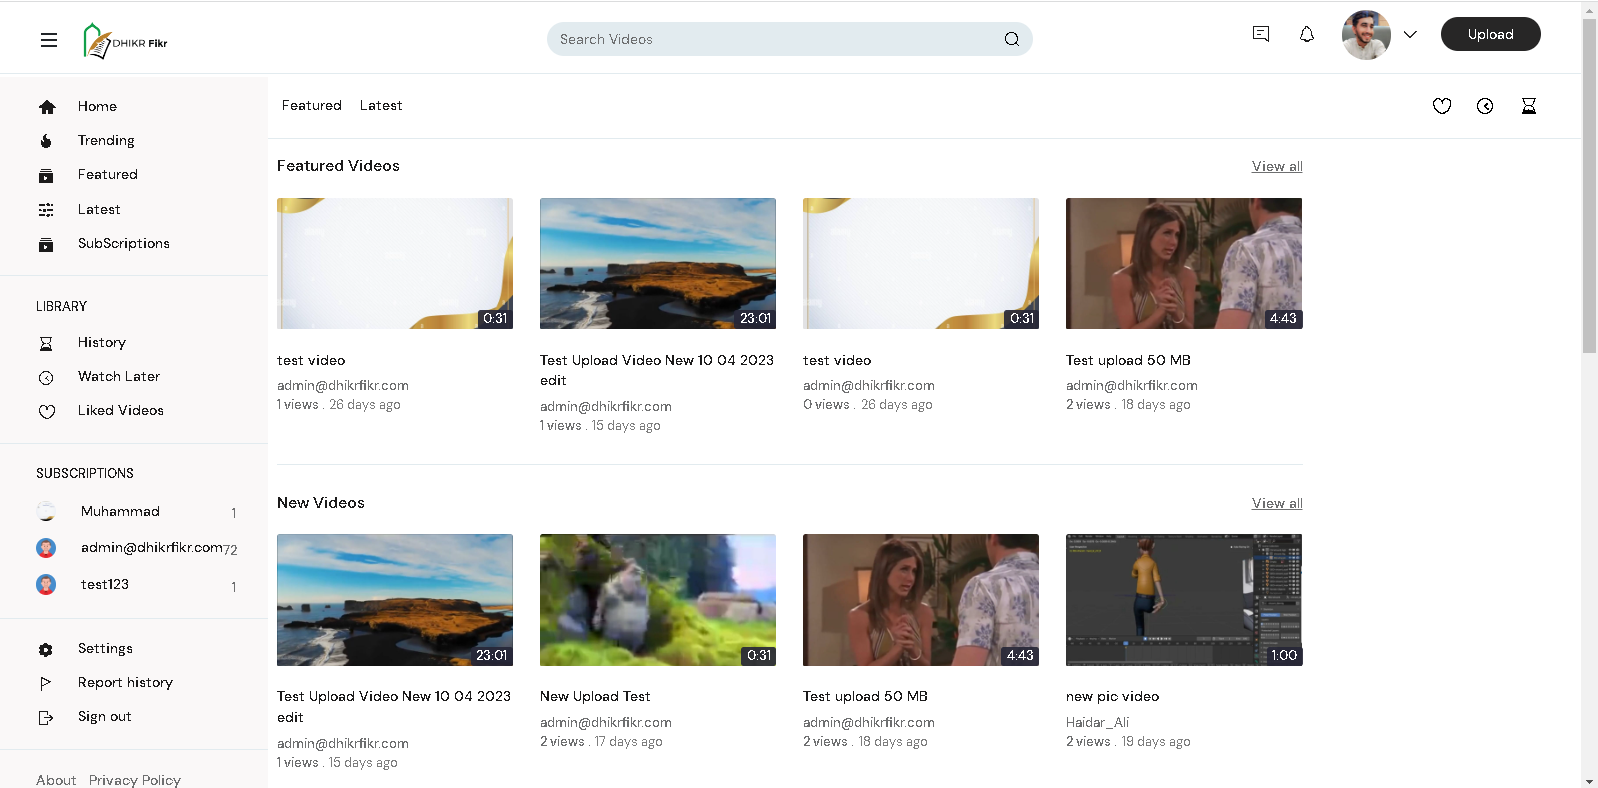 DHIKR Fikr
Search Videos
Upload
Home
Trending
Featured
Latest
SubScriptions
LIBRARY
History
Watch Later
Liked Videos
SUBSCRIPTIONS
Muhammad 1
admin@dhikrfikr.com72
test123 1
Settings
Report history
Sign out
About Privacy Policy
Featured Latest
Featured Videos View all
0:31 23:01 0:31 4:43
test video
admin@dhikrfikr.com
1 views . 26 days ago
Test Upload Video New 10 04 2023
edit
admin@dhikrfikr.com
1 views . 15 days ago
test video
admin@dhikrfikr.com
0 views . 26 days ago
Test upload 50 MB
admin@dhikrfikr.com
2 views . 18 days ago
New Videos View all
23:01 0:31 4:43 1:00
Test Upload Video New 10 04 2023
edit
admin@dhikrfikr.com
1 views . 15 days ago
New Upload Test
admin@dhikrfikr.com
2 views . 17 days ago
Test upload 50 MB
admin@dhikrfikr.com
2 views . 18 days ago
new pic video
Haidar_Ali
2 views . 19 days ago